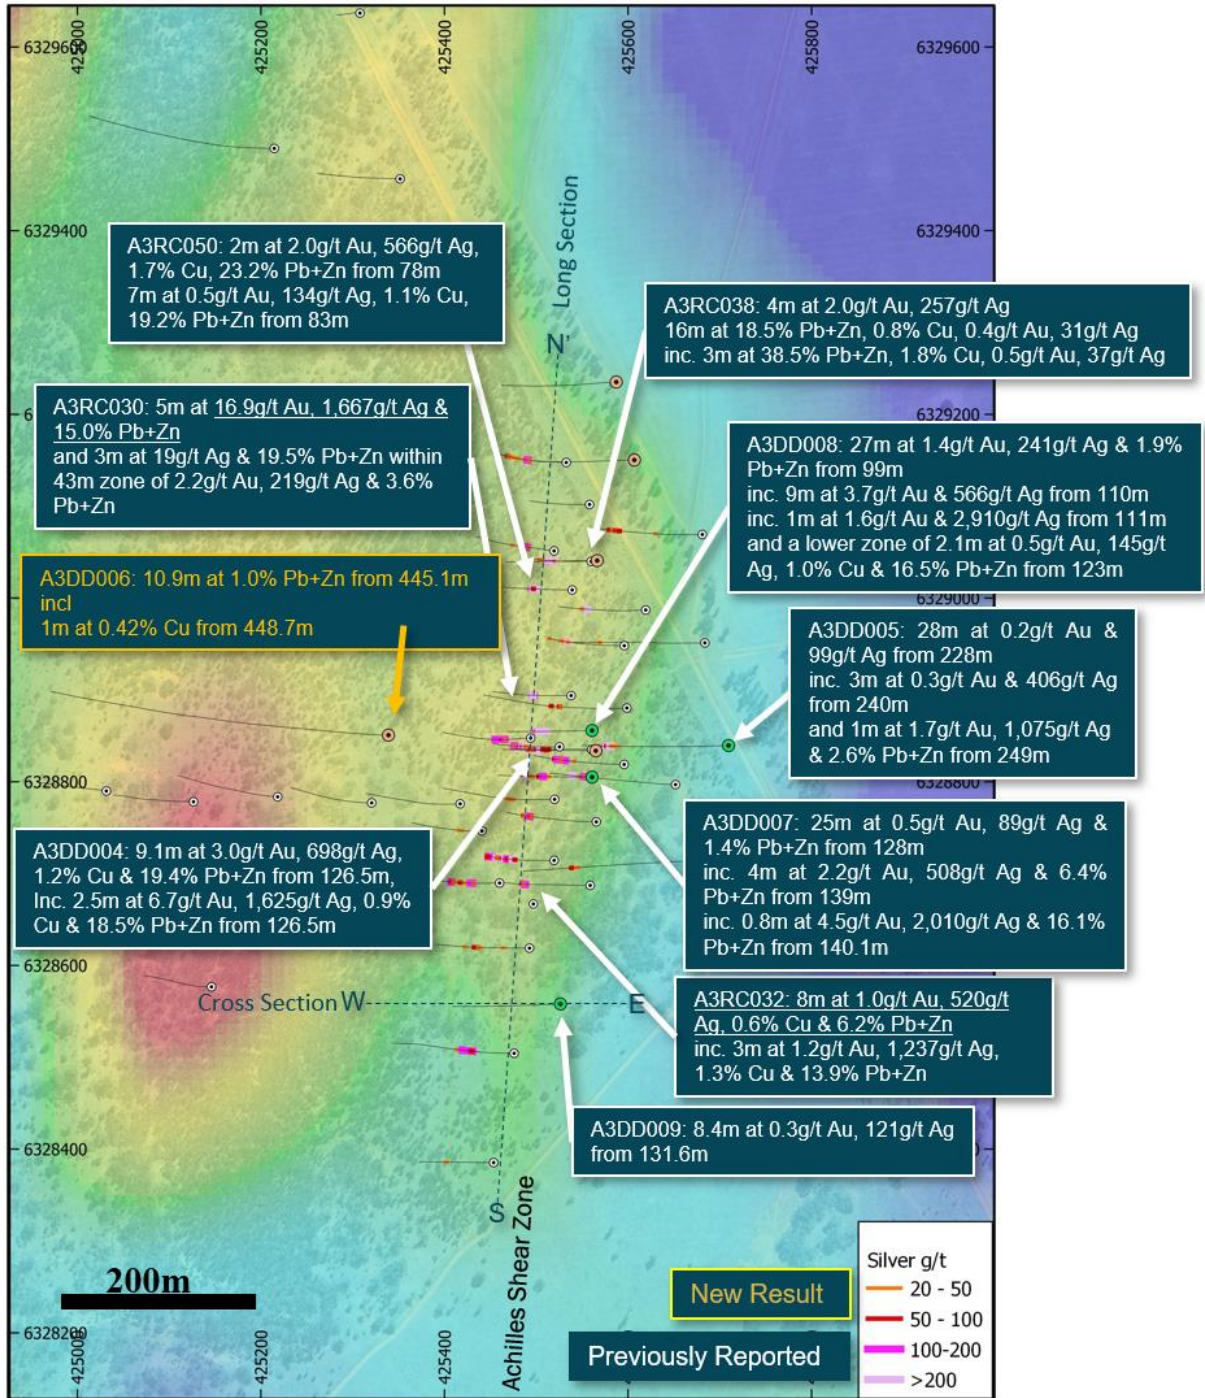 425000
425200
425400
425600
425800
6329600
6329600
6329400
6329400
Long Section
N'
A3RC050: 2m at 2.0g/t Au, 566g/t Ag,
1.7% Cu, 23.2% Pb+Zn from 78m
7m at 0.5g/t Au, 134g/t Ag, 1.1% Cu,
19.2% Pb+Zn from 83m
A3RC038: 4m at 2.0g/t Au, 257g/t Ag
16m at 18.5% Pb+Zn, 0.8% Cu, 0.4g/t Au, 31g/t Ag
inc. 3m at 38.5% Pb+Zn, 1.8% Cu, 0.5g/t Au, 37g/t Ag
6329200
A3RC030: 5m at 16.9g/t Au, 1,667g/t Ag &
15.0% Pb+Zn
and 3m at 19g/t Ag & 19.5% Pb+Zn within
43m zone of 2.2g/t Au, 219g/t Ag & 3.6%
Pb+Zn
A3DD008: 27m at 1.4g/t Au, 241g/t Ag & 1.9%
Pb+Zn from 99m
inc. 9m at 3.7g/t Au & 566g/t Ag from 110m
inc. 1m at 1.6g/t Au & 2,910g/t Ag from 111m
and a lower zone of 2.1m at 0.5g/t Au, 145g/t
Ag, 1.0% Cu & 16.5% Pb+Zn from 123m
A3DD006: 10.9m at 1.0% Pb+Zn from 445.1m
incl
1m at 0.42% Cu from 448.7m
6329000
A3DD005: 28m at 0.2g/t Au &
99g/t Ag from 228m
inc. 3m at 0.3g/t Au & 406g/t Ag
from 240m
and 1m at 1.7g/t Au, 1,075g/t Ag
& 2.6% Pb+Zn from 249m
6328800
6328800
A3DD004: 9.1m at 3.0g/t Au, 698g/t Ag,
1.2% Cu & 19.4% Pb+Zn from 126.5m,
Inc. 2.5m at 6.7g/t Au, 1,625g/t Ag, 0.9%
Cu & 18.5% Pb+Zn from 126.5m
A3DD007: 25m at 0.5g/t Au, 89g/t Ag &
1.4% Pb+Zn from 128m
inc. 4m at 2.2g/t Au, 508g/t Ag & 6.4%
Pb+Zn from 139m
inc. 0.8m at 4.5g/t Au, 2,010g/t Ag & 16.1%
Pb+Zn from 140.1m
6328600
Cross Section W
E
A3RC032: 8m at 1.0g/t Au, 520g/t
Ag, 0.6% Cu & 6.2% Pb+Zn
inc. 3m at 1.2g/t Au, 1,237g/t Ag,
1.3% Cu & 13.9% Pb+Zn
A3DD009: 8.4m at 0.3g/t Au, 121g/t Ag
from 131.6m
6328400
S
Achilles Shear Zone
200m
New Result
Previously Reported
Silver g/t
20 - 50
50 - 100
100-200
>200
6328200
425000
425200
425400